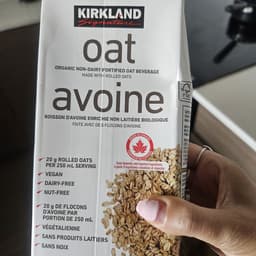 KIRKLAND
Signature
oat
ORGANIC NON-DAIRY FORTIFIED OAT BEVERAGE
MADE WITH ROLLED OATS
avoine
BOISSON D'AVOINE ENRICHIE NON LAITIÈRE BIOLOGIQUE
FAITE AVEC DES FLOCONS D'AVOINE
• 20 g ROLLED OATS
PER 250 mL SERVING
• VEGAN
• DAIRY-FREE
• NUT-FREE
• 20 g DE FLOCONS
D'AVOINE PAR
PORTION DE 250 mL
• VÉGÉTALIENNE
• SANS PRODUITS LAITIERS
• SANS NOIX